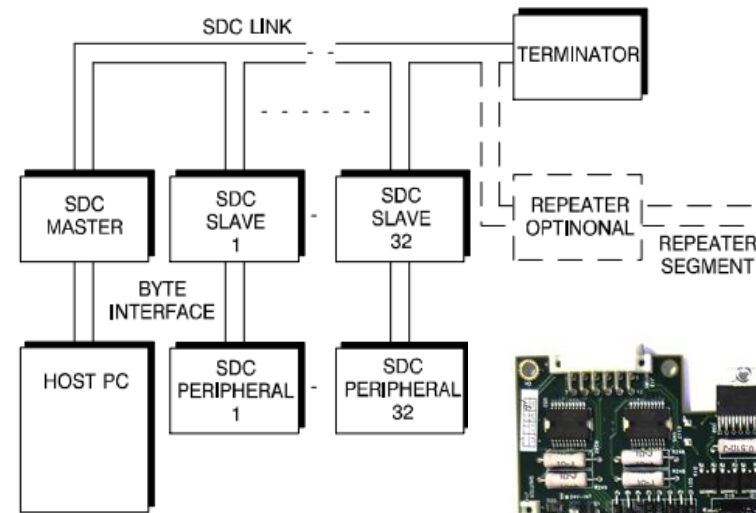 SDC LINK
TERMINATOR
SDC
MASTER
SDC
SLAVE
1
SDC
SLAVE
32
REPEATER
OPTINONAL
REPEATER
SEGMENT
BYTE
INTERFACE
HOST PC
SDC
PERIPHERAL
1
SDC
PERIPHERAL
32